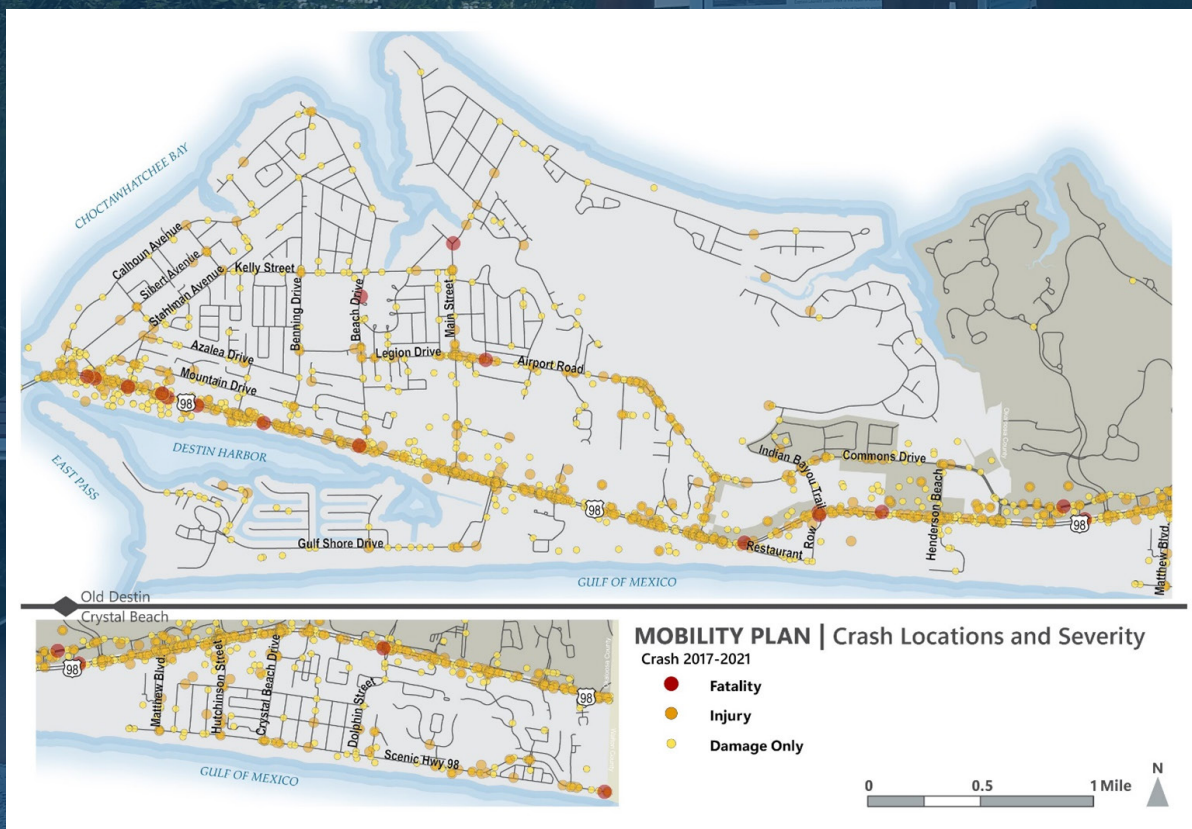 CHOCTAWHATCHEE BAY
Calhoun Avenue
Sibert Avenue
Stahlman Avenue
Kelly Street
Benning Drive
Beach Drive
Main Street
Azalea Drive
Legion Drive
Airport Road
Mountain Drive
98
DESTIN HARBOR
EAST PASS
Indian Bayou Trail
Commons Drive
Henderson Beach
98
98
Gulf Shore Drive
Restaurant
Row
Matthew Blvd.
GULF OF MEXICO
Old Destin
Crystal Beach
98
Matthew Blvd
Hutchinson Street
Crystal Beach Drive
Dolphin Street
98
Scenic Hwy 98
GULF OF MEXICO
MOBILITY PLAN | Crash Locations and Severity
Crash 2017-2021
Fatality
Injury
Damage Only
0 0.5 1 Mile
N